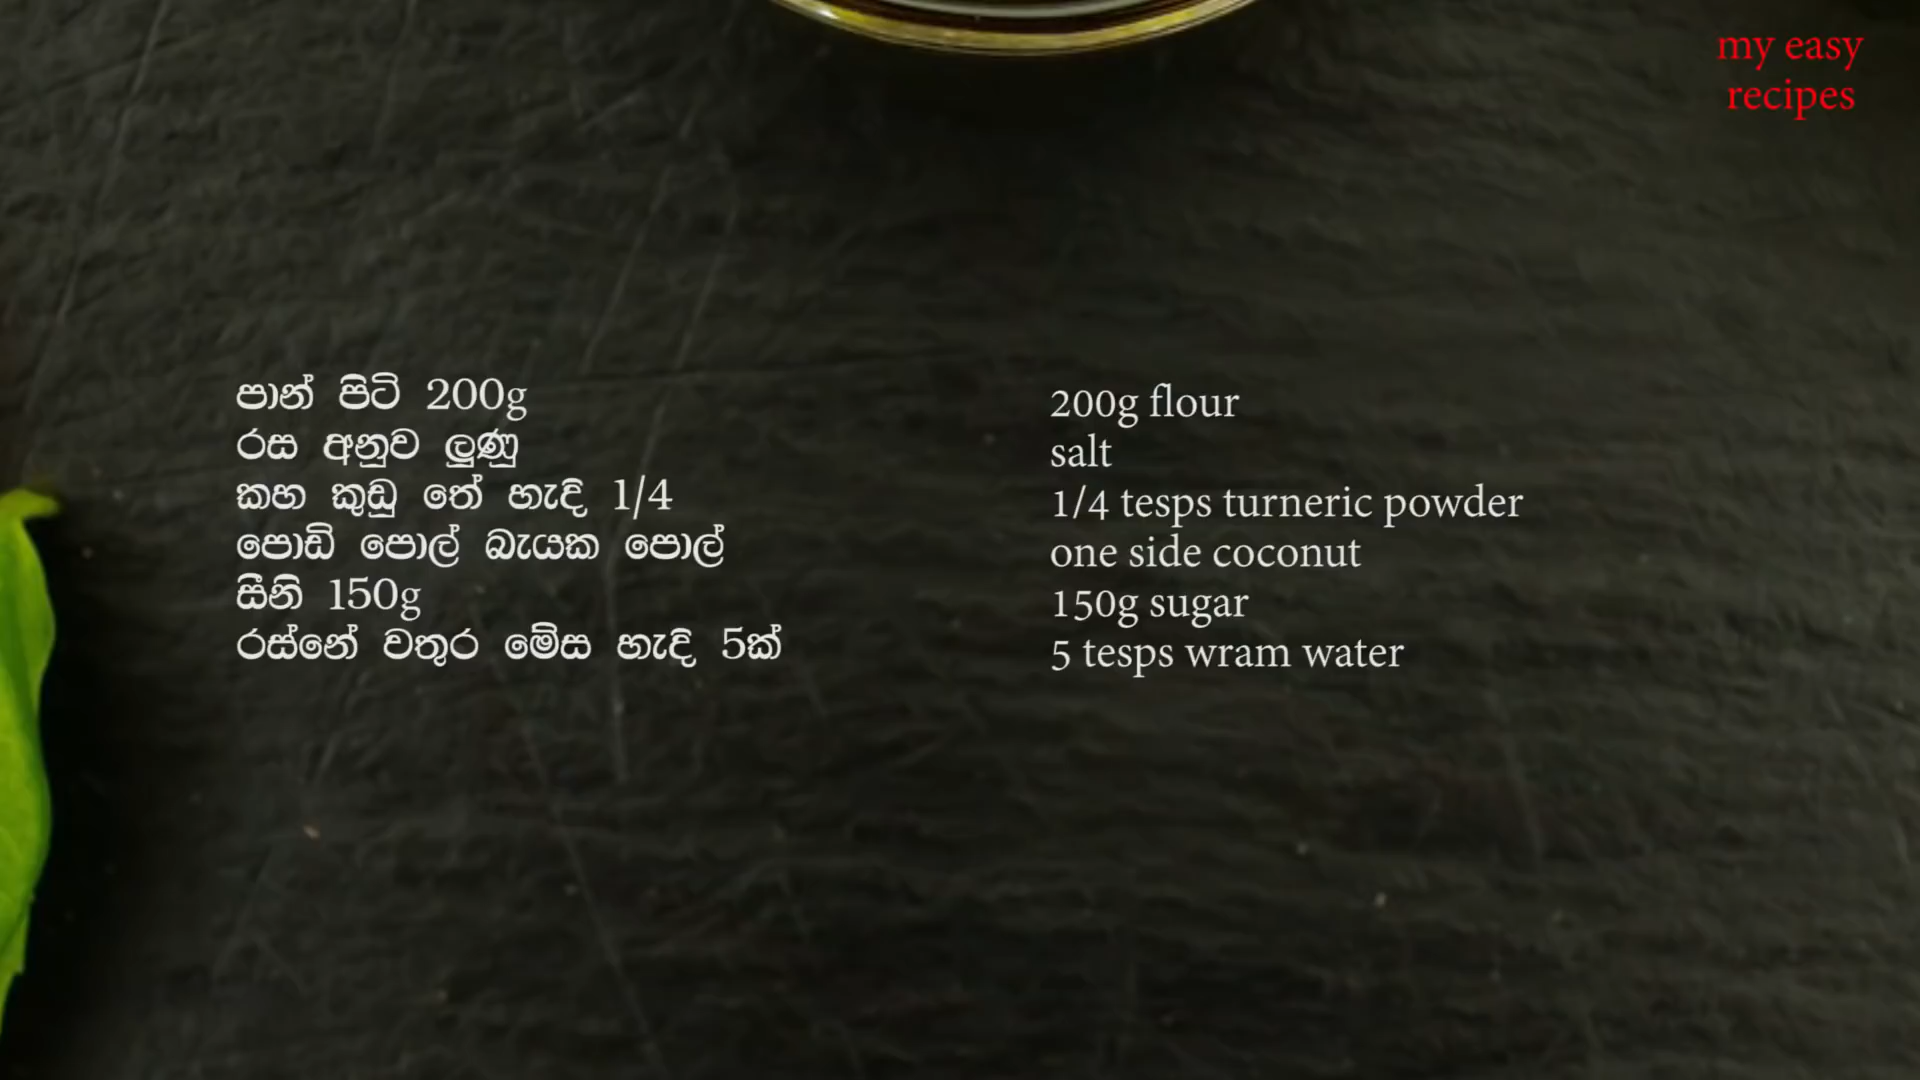 my easy
recipes
පාන් පිටි 200g
රස අනුව ලුණු
කහ කුඩු තේ හැදි 1/4
පොඩි පොල් බෑයක පොල්
සීනි 150g
රස්නේ වතුර මේස හැදි 5ක්
200g flour
salt
1/4 tesps turneric powder
one side coconut
150g sugar
5 tesps wram water